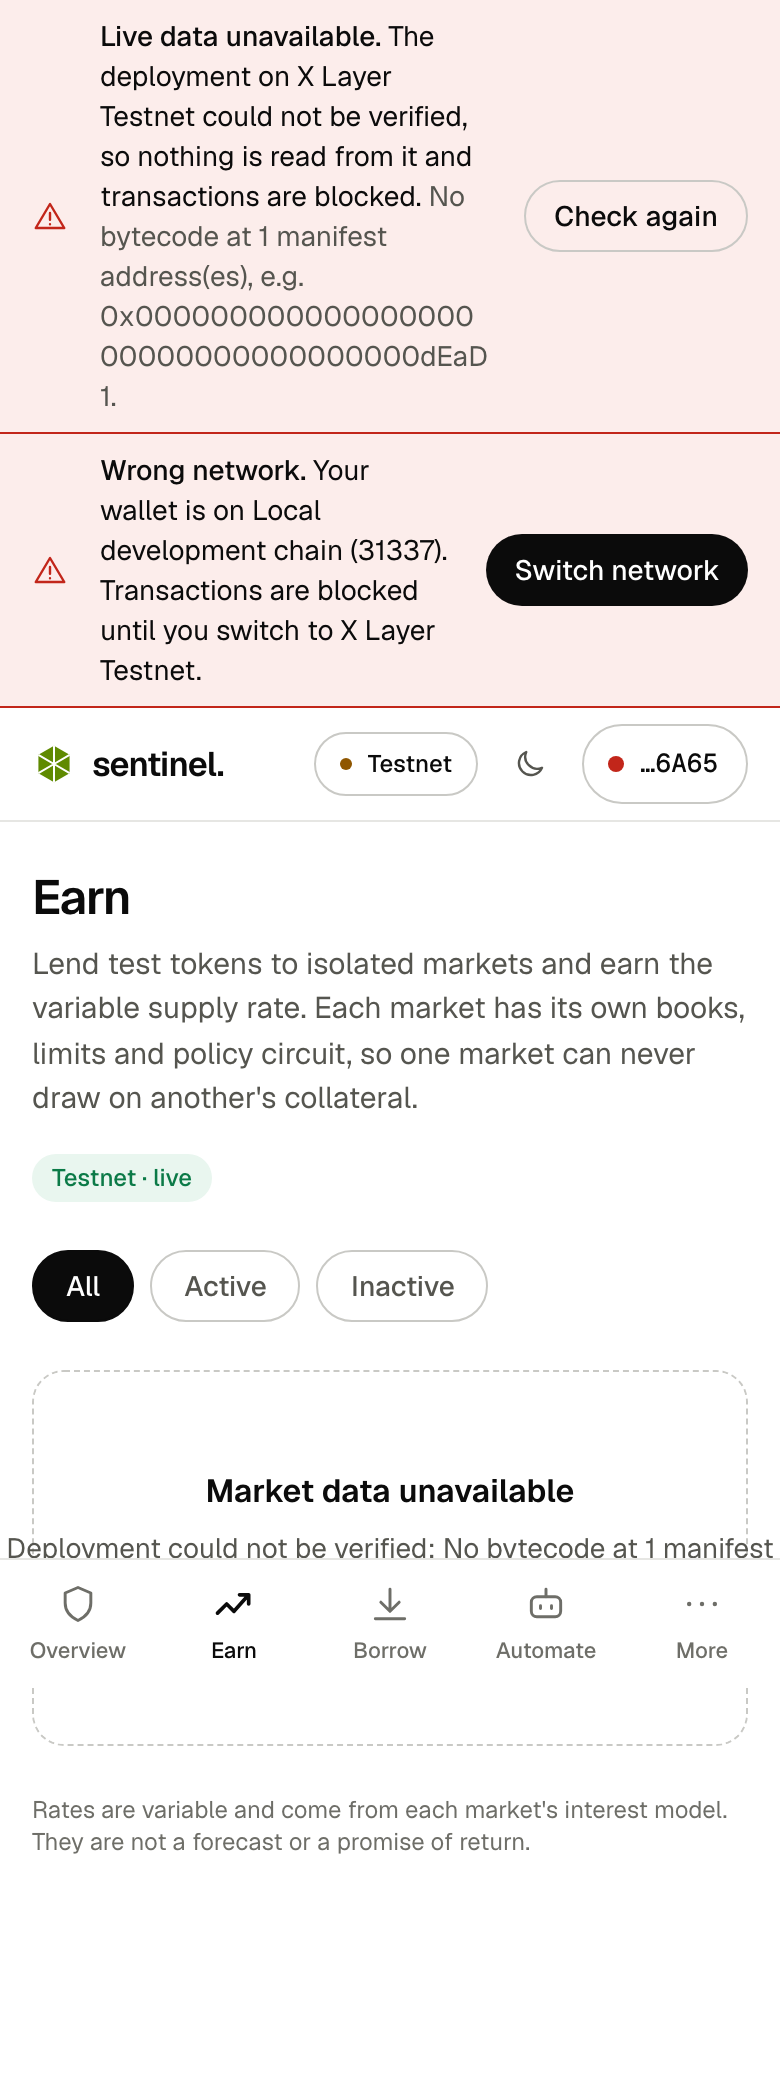 Live data unavailable. The
deployment on X Layer
Testnet could not be verified,
so nothing is read from it and
transactions are blocked. No
bytecode at 1 manifest
address(es), e.g.
0x00000000000000000000
00000000000000000dEaD
1.
Check again
Wrong network. Your
wallet is on Local
development chain (31337).
Transactions are blocked
until you switch to X Layer
Testnet.
Switch network
sentinel.
Testnet
…6A65
Earn
Lend test tokens to isolated markets and earn the
variable supply rate. Each market has its own books,
limits and policy circuit, so one market can never
draw on another's collateral.
Testnet · live
All
Active
Inactive
Market data unavailable
Deployment could not be verified: No bytecode at 1 manifest
Overview
Earn
Borrow
Automate
More
Rates are variable and come from each market's interest model.
They are not a forecast or a promise of return.